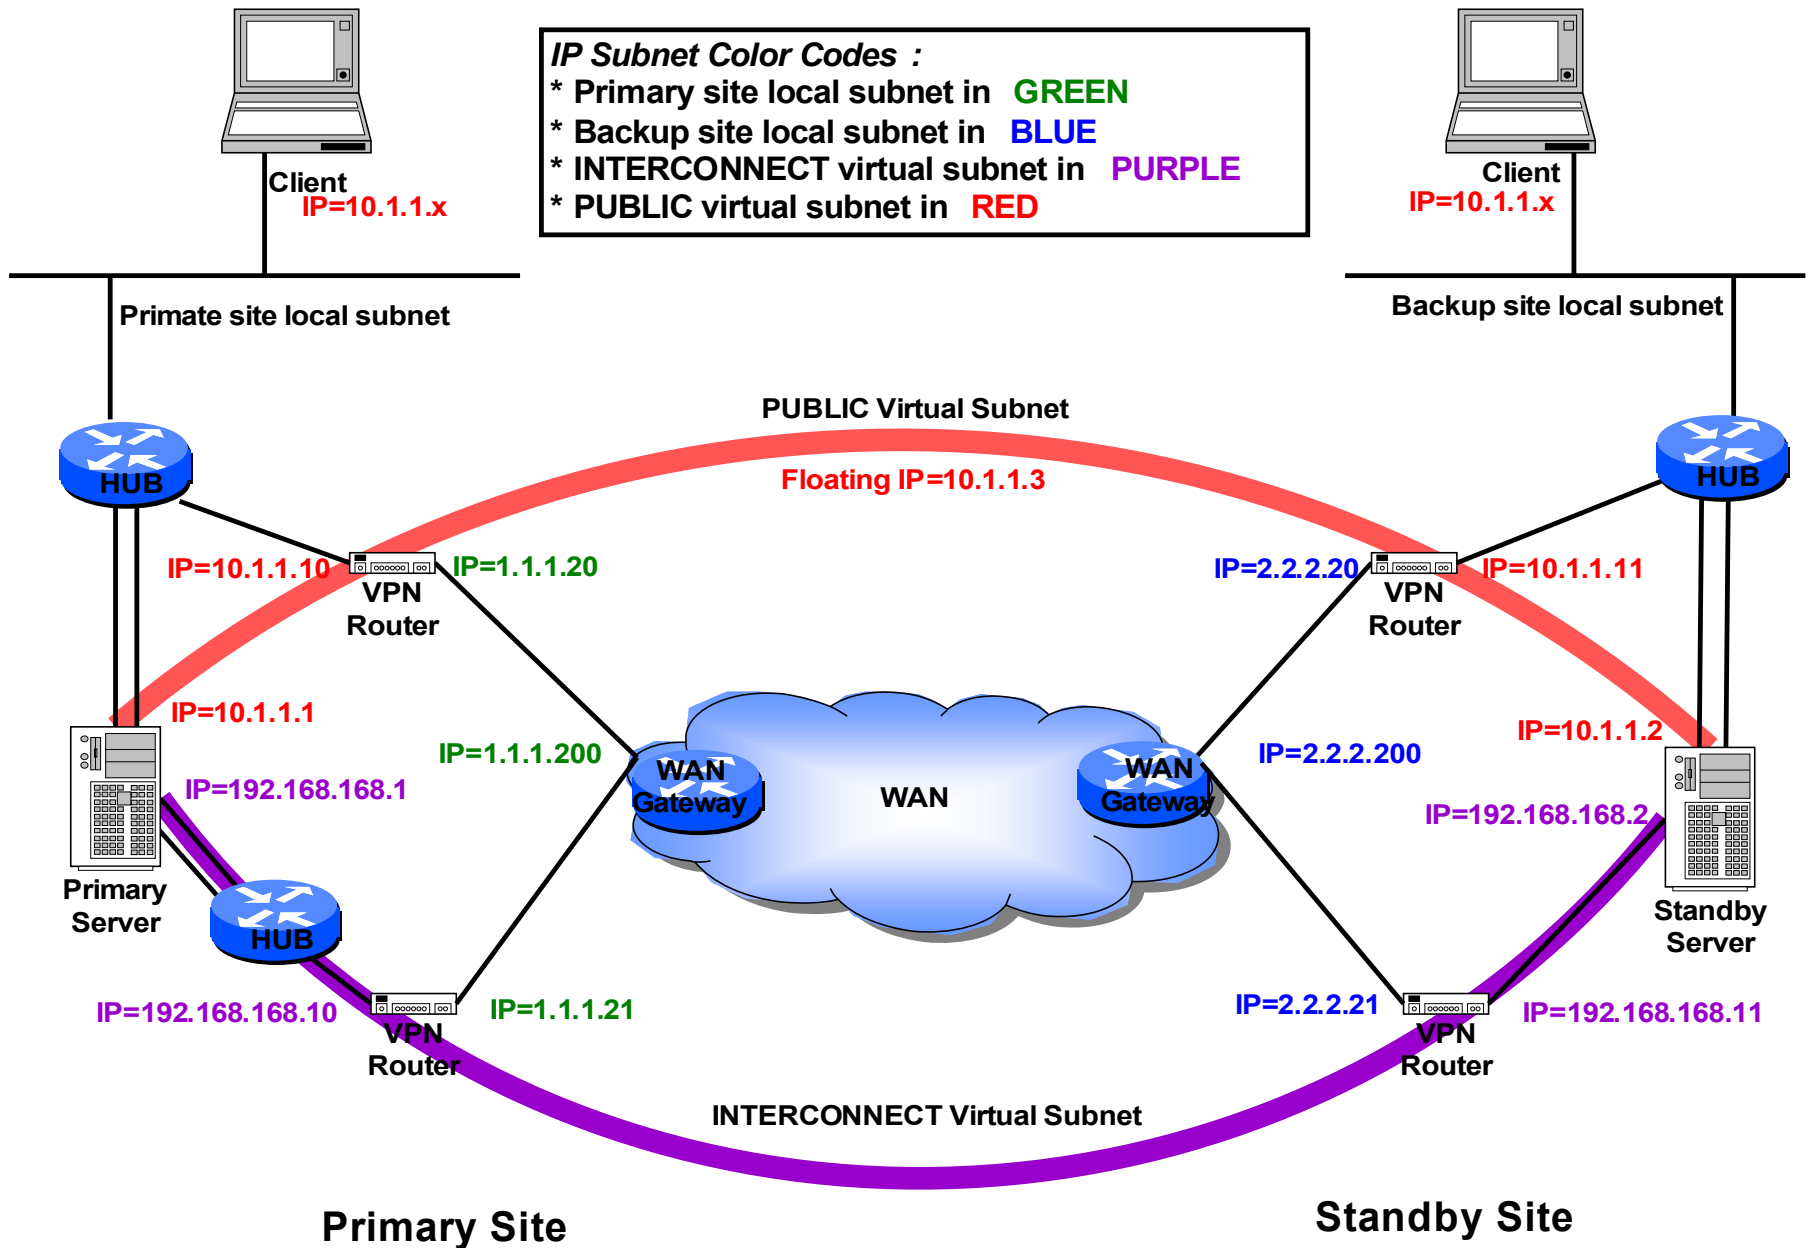 IP Subnet Color Codes :
* Primary site local subnet in GREEN
* Backup site local subnet in BLUE
* INTERCONNECT virtual subnet in PURPLE
* PUBLIC virtual subnet in RED
Client
IP=10.1.1.x
Client
IP=10.1.1.x
Primate site local subnet
Backup site local subnet
PUBLIC Virtual Subnet
Floating IP=10.1.1.3
HUB
HUB
IP=10.1.1.10
IP=1.1.1.20
VPN
Router
IP=2.2.2.20
IP=10.1.1.11
VPN
Router
IP=10.1.1.1
IP=1.1.1.200
WAN
Gateway
WAN
WAN
Gateway
IP=2.2.2.200
IP=10.1.1.2
IP=192.168.168.1
IP=192.168.168.2
Primary
Server
HUB
Standby
Server
IP=192.168.168.10
IP=1.1.1.21
VPN
Router
IP=2.2.2.21
IP=192.168.168.11
VPN
Router
INTERCONNECT Virtual Subnet
Primary Site
Standby Site